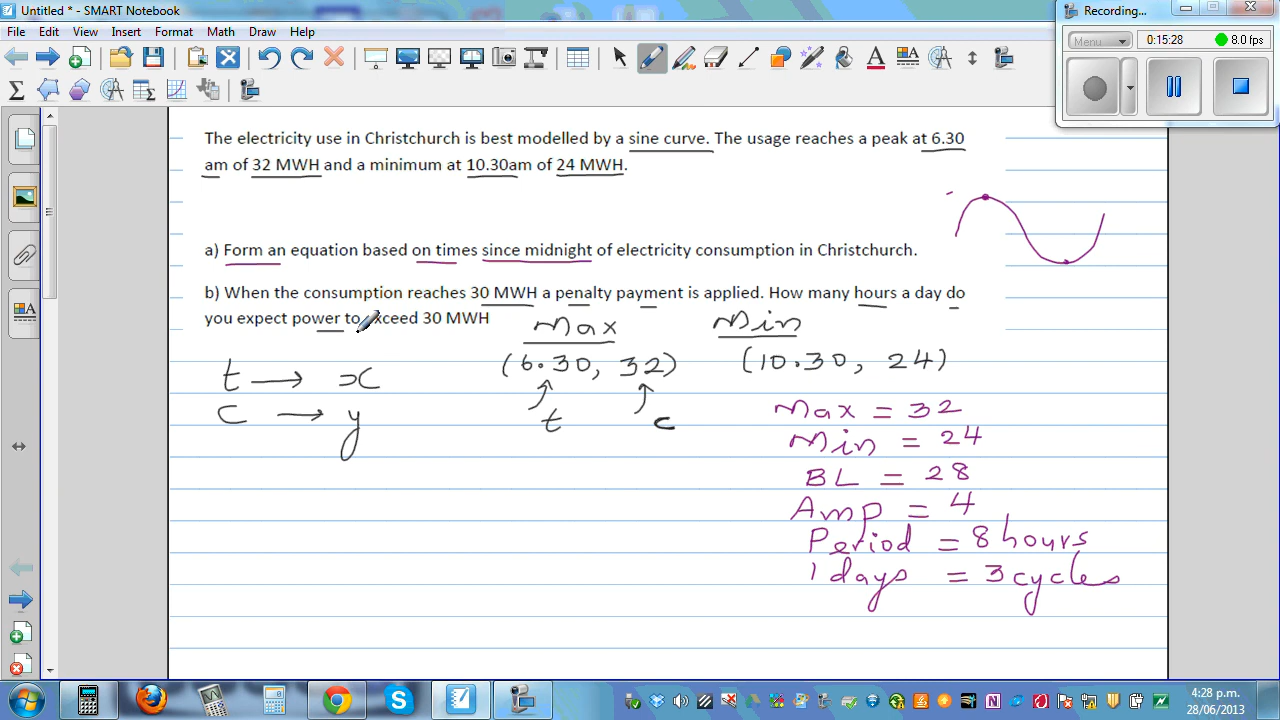 Untitled * - SMART Notebook
Recording...
File Edit View Insert Format Math Draw Help
Menu
0:15:28
8.0 fps
The electricity use in Christchurch is best modelled by a sine curve. The usage reaches a peak at 6.30
am of 32 MWH and a minimum at 10.30am of 24 MWH.
a) Form an equation based on times since midnight of electricity consumption in Christchurch.
b) When the consumption reaches 30 MWH a penalty payment is applied. How many hours a day do
you expect power to exceed 30 MWH
Max Min
(6.30, 32) (10.30, 24)
t → x
c → y
t c
Max = 32
Min = 24
BL = 28
Amp = 4
Period = 8 hours
1 days = 3 cycles
4:28 p.m.
28/06/2013